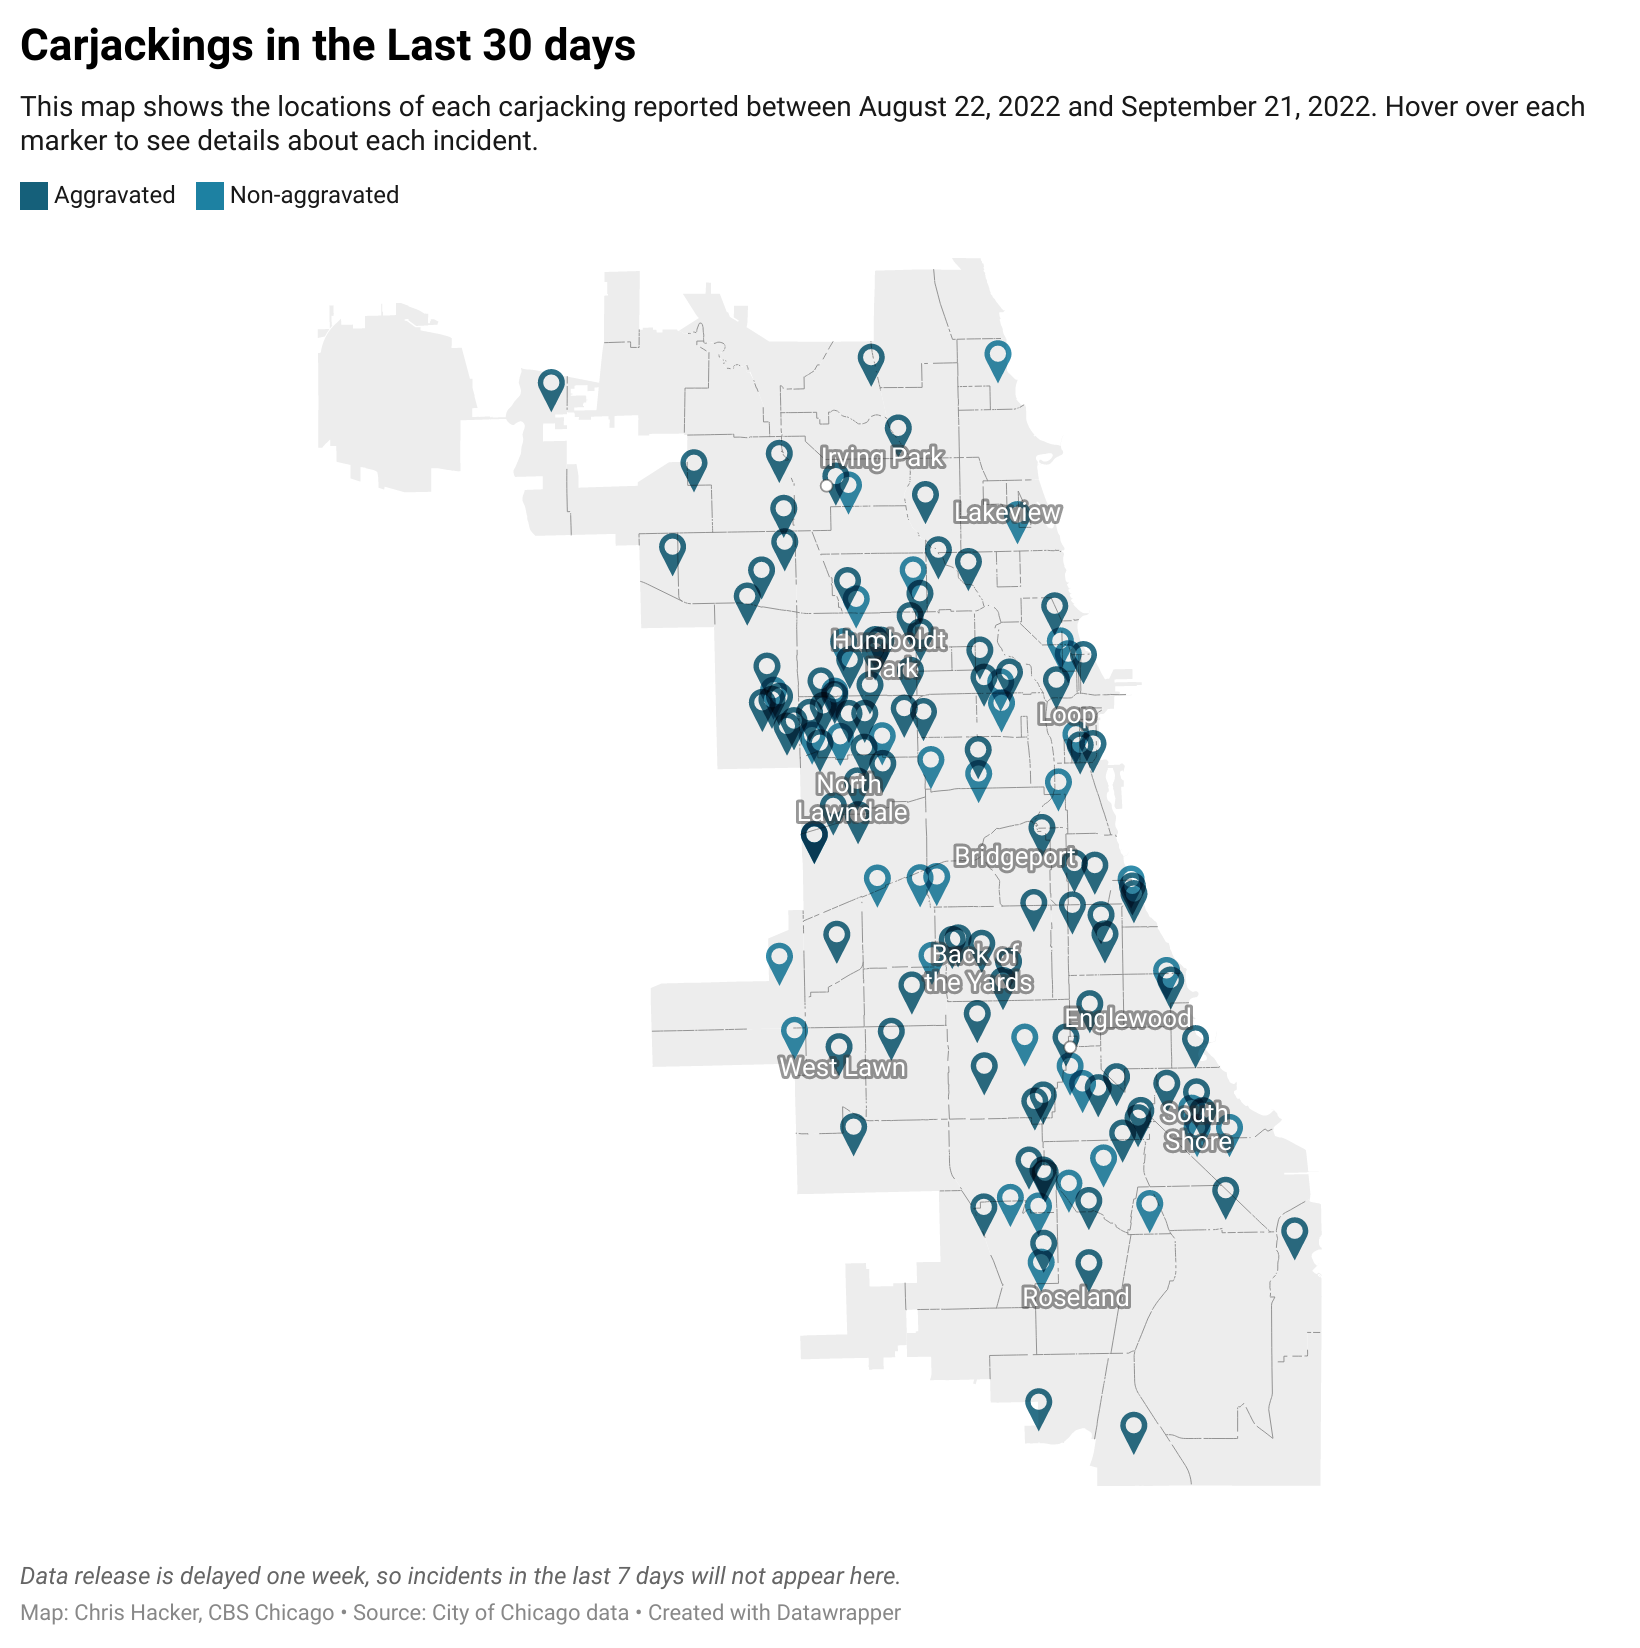 Carjackings in the Last 30 days
This map shows the locations of each carjacking reported between August 22, 2022 and September 21, 2022. Hover over each
marker to see details about each incident.
Aggravated Non-aggravated
Irving Park
Lakeview
Humboldt
Park
Loop
North
Lawndale
Bridgeport
Back of
the Yards
Englewood
West Lawn
South
Shore
Roseland
Data release is delayed one week, so incidents in the last 7 days will not appear here.
Map: Chris Hacker, CBS Chicago • Source: City of Chicago data • Created with Datawrapper